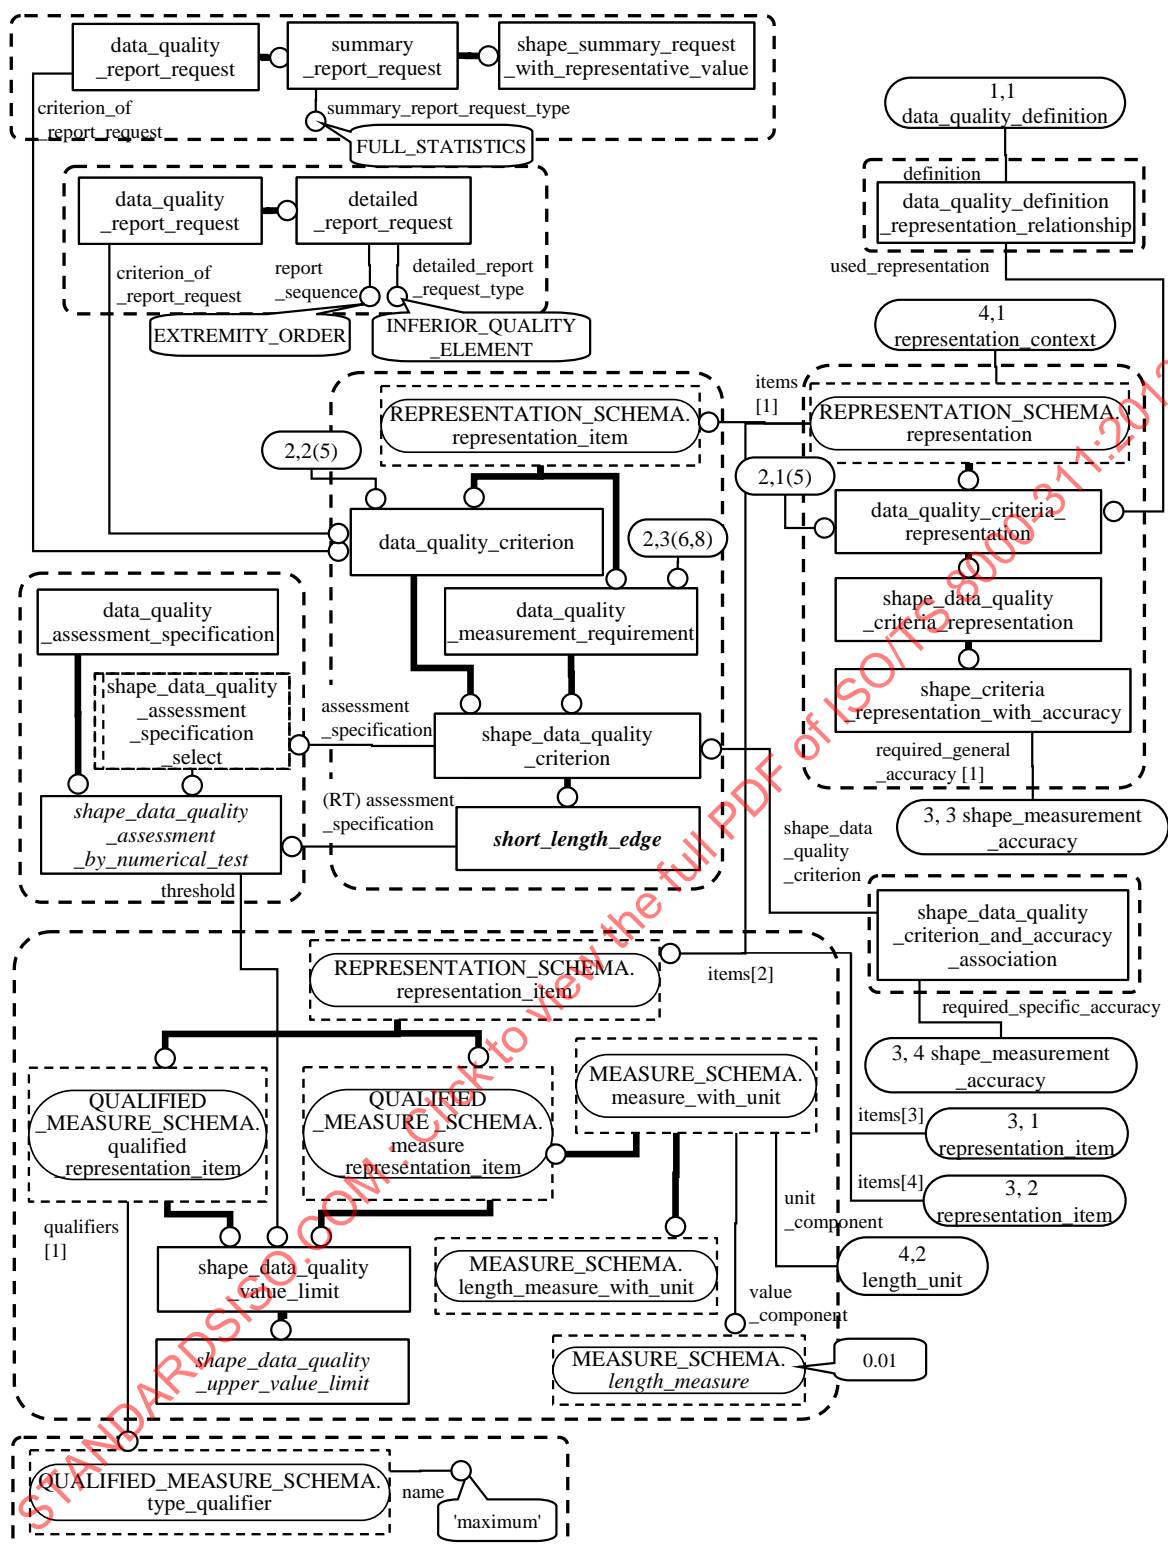 data_quality
_report_request
summary
_report_request
shape_summary_request
_with_representative_value
criterion_of
_report_request
summary_report_request_type
FULL_STATISTICS
data_quality
_report_request
detailed
_report_request
criterion_of
_report_request
report
_sequence
detailed_report
_request_type
EXTREMITY_ORDER
INFERIOR_QUALITY
_ELEMENT
1,1
data_quality_definition
definition
data_quality_definition
_representation_relationship
used_representation
4,1
representation_context
items
[1]
REPRESENTATION_SCHEMA.
representation_item
REPRESENTATION_SCHEMA.
representation
2,2(5)
2,1(5)
data_quality_criterion
2,3(6,8)
data_quality_criteria_
representation
data_quality
_assessment_specification
data_quality
_measurement_requirement
shape_data_quality
_criteria_representation
shape_data_quality
_assessment
_specification
_select
assessment
_specification
shape_data_quality
_criterion
shape_criteria
_representation_with_accuracy
required_general
_accuracy [1]
shape_data_quality
_assessment
_by_numerical_test
(RT) assessment
_specification
short_length_edge
shape_data
_quality
_criterion
3, 3 shape_measurement
_accuracy
threshold
shape_data_quality
_criterion_and_accuracy
_association
REPRESENTATION_SCHEMA.
representation_item
items[2]
required_specific_accuracy
3, 4 shape_measurement
_accuracy
QUALIFIED
_MEASURE_SCHEMA.
qualified
_representation_item
QUALIFIED
_MEASURE_SCHEMA.
measure
_representation_item
MEASURE_SCHEMA.
measure_with_unit
items[3]
3, 1
representation_item
items[4]
3, 2
representation_item
qualifiers
[1]
unit
_component
shape_data_quality
_value_limit
MEASURE_SCHEMA.
length_measure_with_unit
4,2
length_unit
value
_component
shape_data_quality
_upper_value_limit
MEASURE_SCHEMA.
length_measure
0.01
QUALIFIED_MEASURE_SCHEMA.
type_qualifier
name
'maximum'
STANDARDSISO.COM : Click to view the full PDF of ISO/TS 8000-311:2012